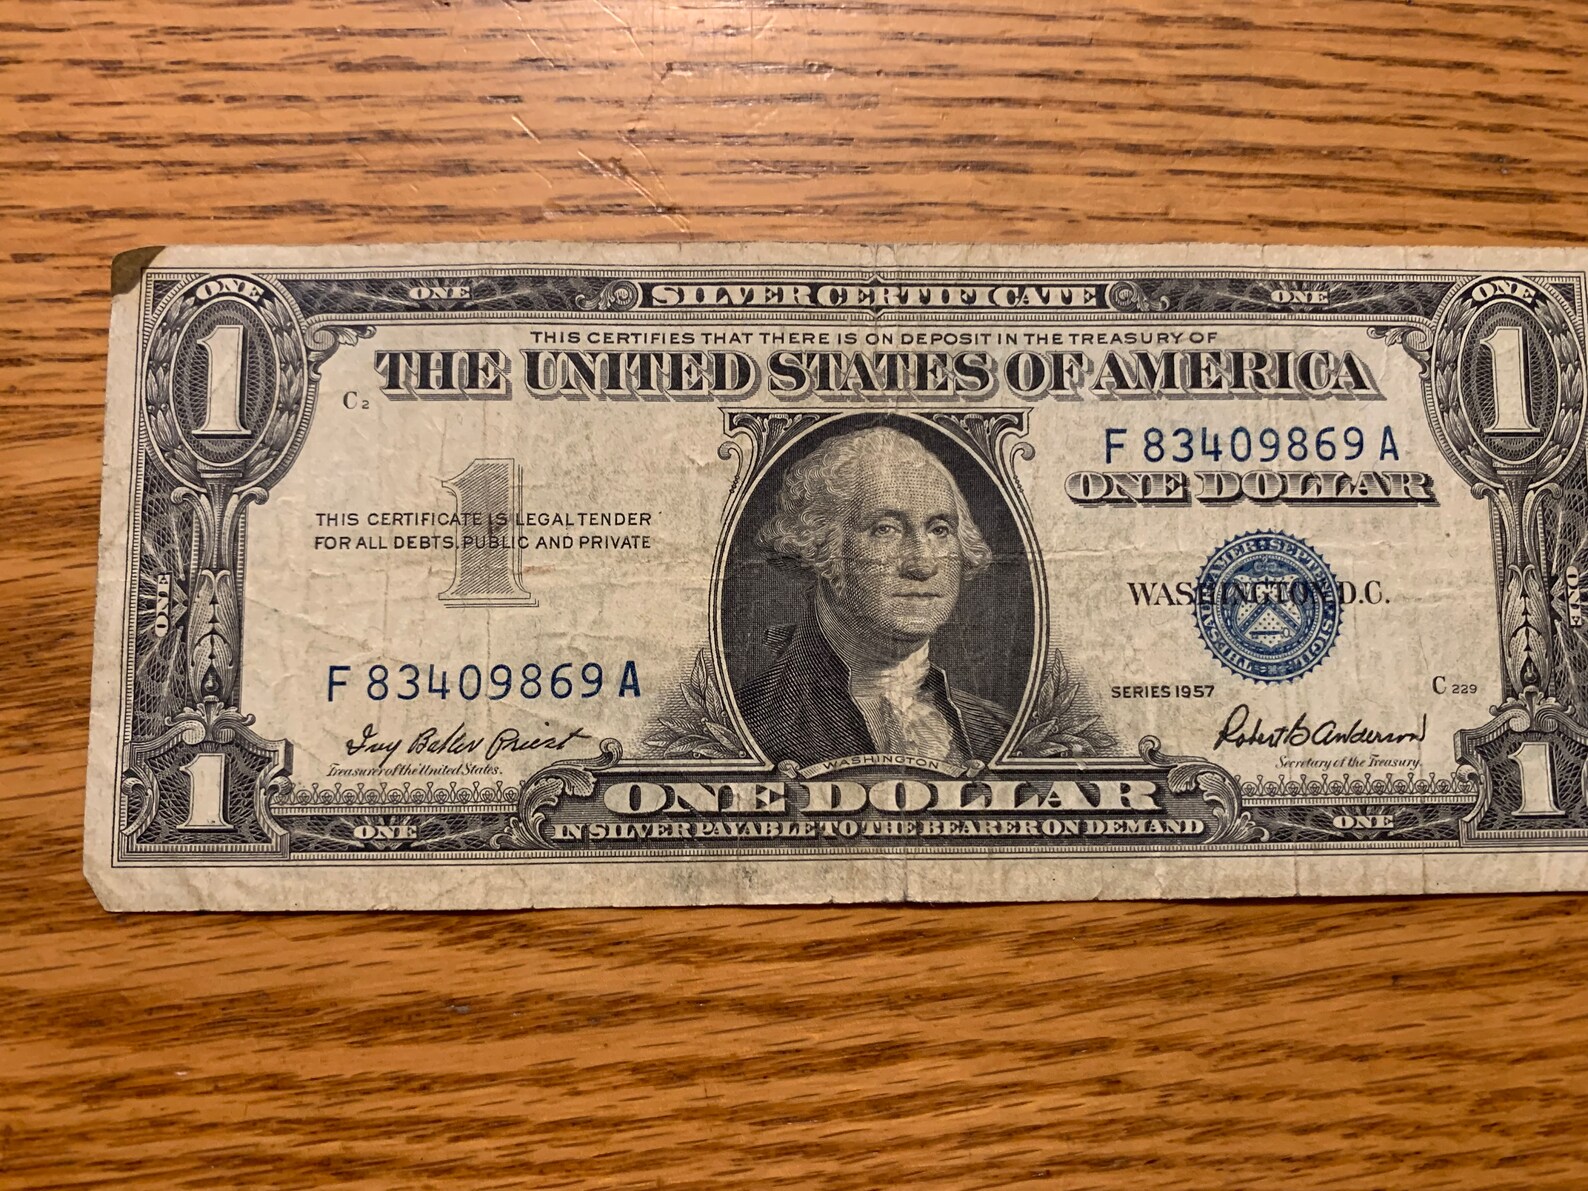 ONE ONE SILVER CERTIFICATE ONE ONE
1 1
THIS CERTIFIES THAT THERE IS ON DEPOSIT IN THE TREASURY OF
THE UNITED STATES OF AMERICA
C2
F 83409869 A
ONE DOLLAR
1
THIS CERTIFICATE IS LEGAL TENDER
FOR ALL DEBTS, PUBLIC AND PRIVATE
WASHINGTON, D.C.
ONE ONE
F 83409869 A
SERIES 1957
C 229
Ivy Baker Priest
Treasurer of the United States.
Robert B Anderson
Secretary of the Treasury.
WASHINGTON
1 1
ONE DOLLAR
ONE ONE
IN SILVER PAYABLE TO THE BEARER ON DEMAND